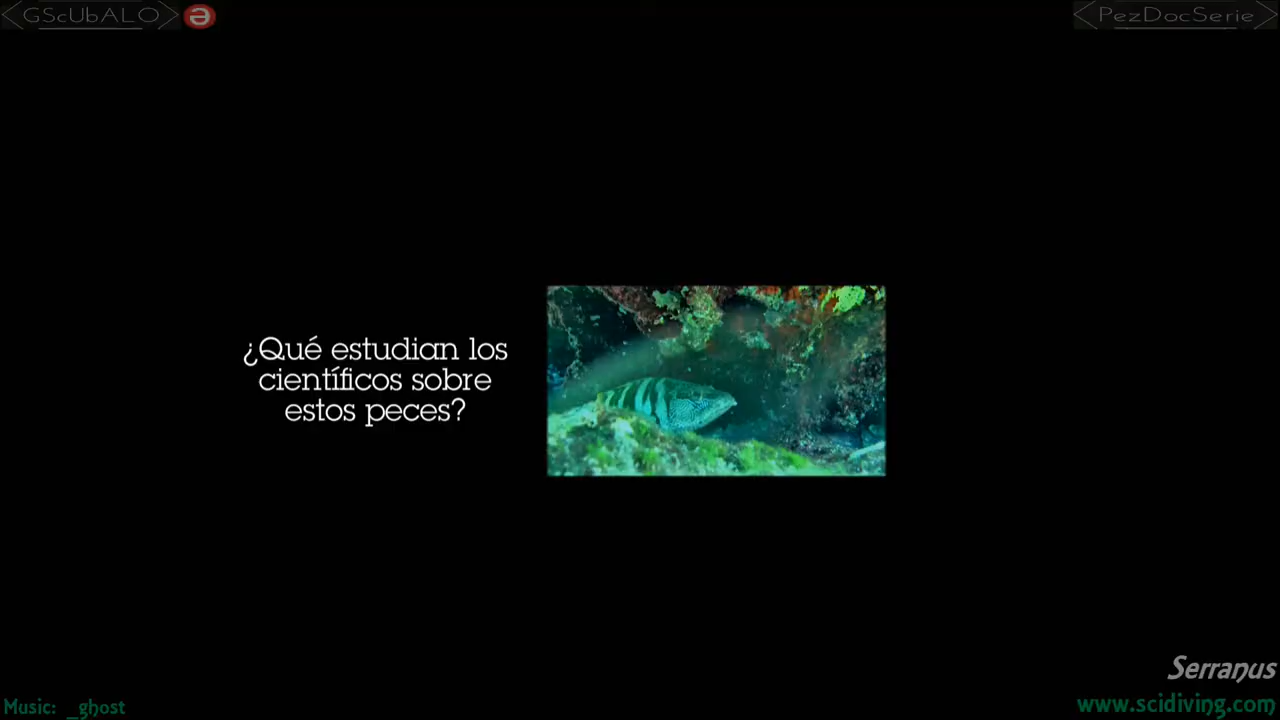 GScUbALO
PezDocSerie
¿Qué estudian los
científicos sobre
estos peces?
Serranus
Music: _ghost
www.scidiving.com